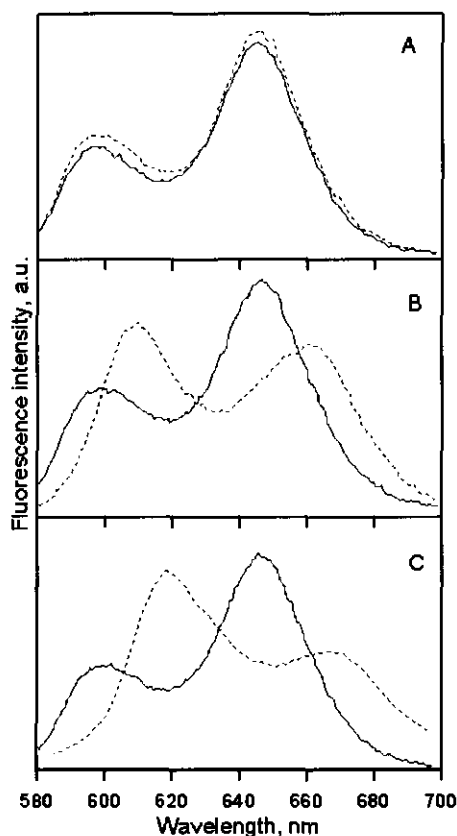 A
B
C
Fluorescence intensity, a.u.
580 600 620 640 660 680 700
Wavelength, nm